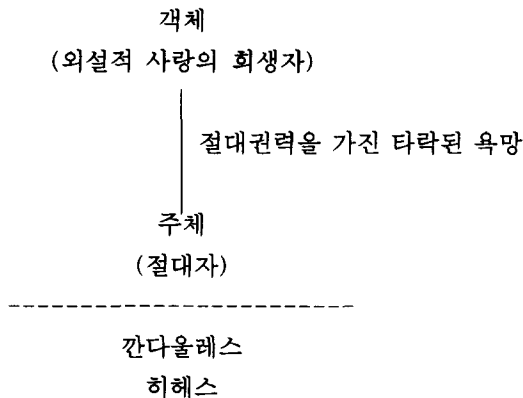 객체
(외설적 사랑의 희생자)
절대권력을 가진 타락된 욕망
주체
(절대자)
깐다울레스
히헤스